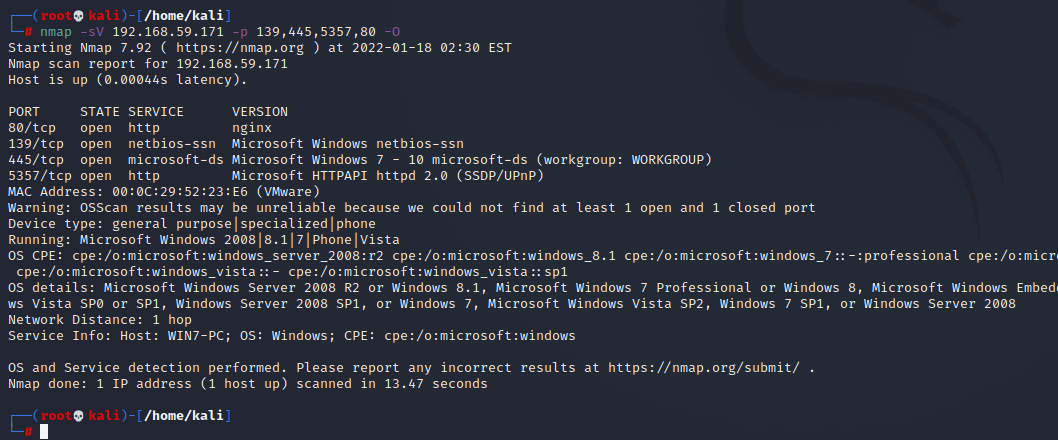 ┌──(root💀kali)-[/home/kali]
└─# nmap -sV 192.168.59.171 -p 139,445,5357,80 -O
Starting Nmap 7.92 ( https://nmap.org ) at 2022-01-18 02:30 EST
Nmap scan report for 192.168.59.171
Host is up (0.00044s latency).
PORT     STATE SERVICE      VERSION
80/tcp   open  http         nginx
139/tcp  open  netbios-ssn  Microsoft Windows netbios-ssn
445/tcp  open  microsoft-ds Microsoft Windows 7 - 10 microsoft-ds (workgroup: WORKGROUP)
5357/tcp open  http         Microsoft HTTPAPI httpd 2.0 (SSDP/UPnP)
MAC Address: 00:0C:29:52:23:E6 (VMware)
Warning: OSScan results may be unreliable because we could not find at least 1 open and 1 closed port
Device type: general purpose|specialized|phone
Running: Microsoft Windows 2008|8.1|7|Phone|Vista
OS CPE: cpe:/o:microsoft:windows_server_2008:r2 cpe:/o:microsoft:windows_8.1 cpe:/o:microsoft:windows_7::-:professional cpe:/o:micro
 cpe:/o:microsoft:windows_vista::- cpe:/o:microsoft:windows_vista::sp1
OS details: Microsoft Windows Server 2008 R2 or Windows 8.1, Microsoft Windows 7 Professional or Windows 8, Microsoft Windows Embed
ws Vista SP0 or SP1, Windows Server 2008 SP1, or Windows 7, Microsoft Windows Vista SP2, Windows 7 SP1, or Windows Server 2008
Network Distance: 1 hop
Service Info: Host: WIN7-PC; OS: Windows; CPE: cpe:/o:microsoft:windows
OS and Service detection performed. Please report any incorrect results at https://nmap.org/submit/ .
Nmap done: 1 IP address (1 host up) scanned in 13.47 seconds
┌──(root💀kali)-[/home/kali]
└─#